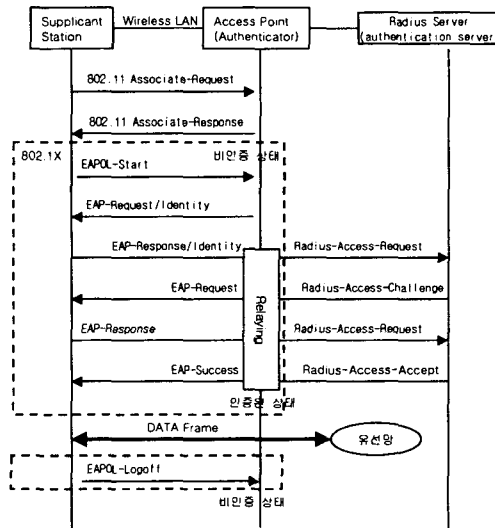 Supplicant
Station
Wireless LAN
Access Point
(Authenticator)
Radius Server
(authentication server
802.11 Associate-Request
802.11 Associate-Response
802.1X
비인증 상태
EAPOL-Start
EAP-Request/Identity
EAP-Response/Identity
Radius-Access-Request
EAP-Request
Radius-Access-Challenge
Relaying
EAP-Response
Radius-Access-Request
EAP-Success
Radius-Access-Accept
인증된 상태
DATA Frame
유선망
EAPOL-Logoff
비인증 상태